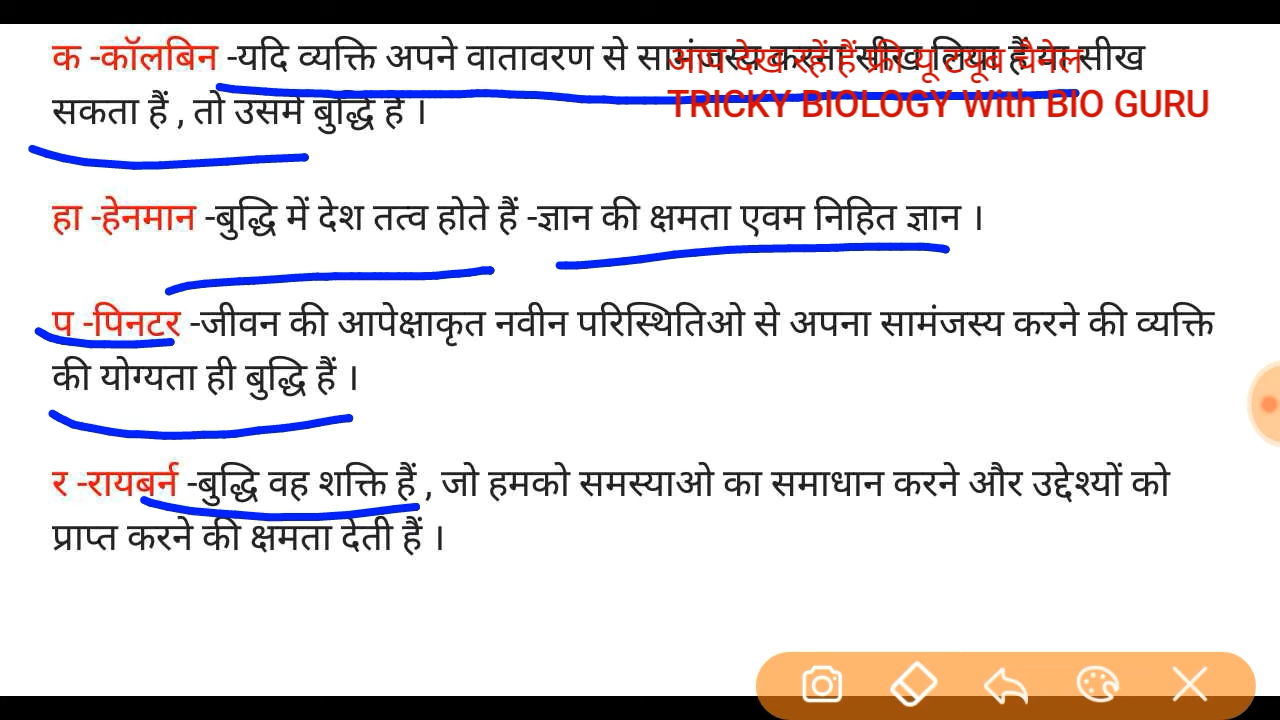 क -कॉलबिन -यदि व्यक्ति अपने वातावरण से सामंजस्य करना सीख लिया हैं या सीख
आप देख रहें हैं फ्री यू ट्यूब चैनेल
सकता हैं , तो उसमें बुद्धि हैं ।
TRICKY BIOLOGY With BIO GURU
हा -हेनमान -बुद्धि में देश तत्व होते हैं -ज्ञान की क्षमता एवम निहित ज्ञान ।
प -पिनटर -जीवन की आपेक्षाकृत नवीन परिस्थितिओ से अपना सामंजस्य करने की व्यक्ति
की योग्यता ही बुद्धि हैं ।
र -रायबर्न -बुद्धि वह शक्ति हैं , जो हमको समस्याओ का समाधान करने और उद्देश्यों को
प्राप्त करने की क्षमता देती हैं ।